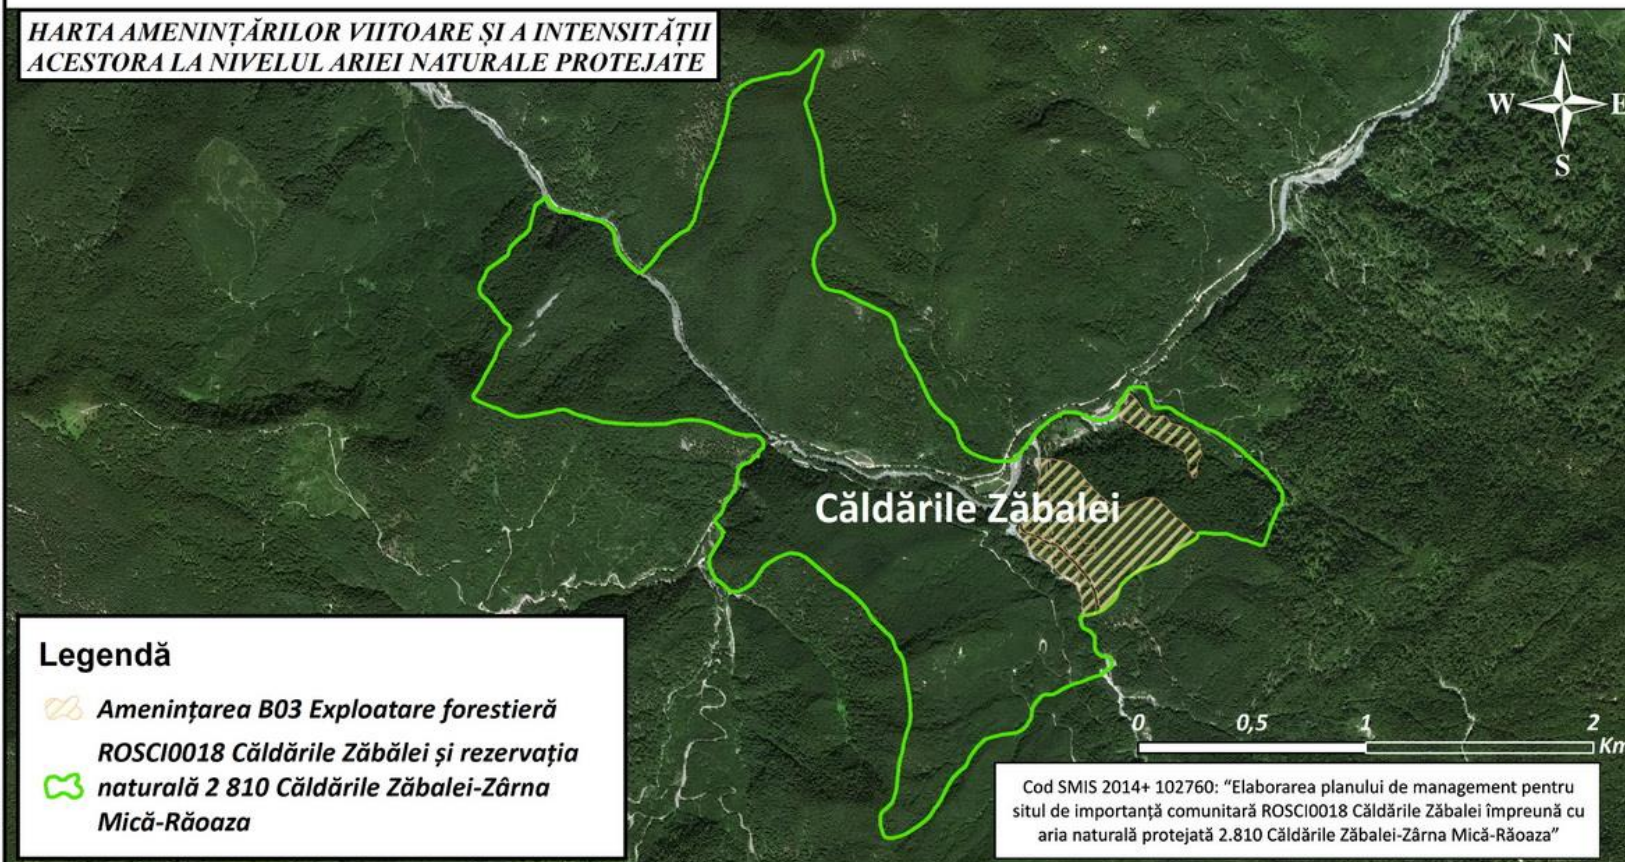 HARTA AMENINȚĂRILOR VIITOARE ȘI A INTENSITĂȚII
ACESTORA LA NIVELUL ARIEI NATURALE PROTEJATE
N
W E
S
Căldările Zăbalei
Legendă
Amenințarea B03 Exploatare forestieră
ROSCI0018 Căldările Zăbălei și rezervația
naturală 2 810 Căldările Zăbalei-Zârna
Mică-Răoaza
0 0,5 1 2
Km
Cod SMIS 2014+ 102760: “Elaborarea planului de management pentru
situl de importanță comunitară ROSCI0018 Căldările Zăbalei împreună cu
aria naturală protejată 2.810 Căldările Zăbalei-Zârna Mică-Răoaza”